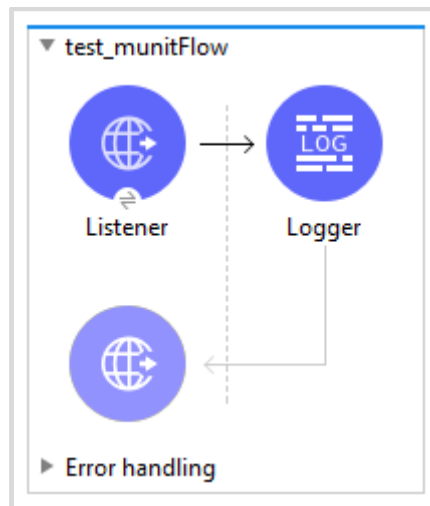 test_munitFlow
LOG
Listener
Logger
Error handling